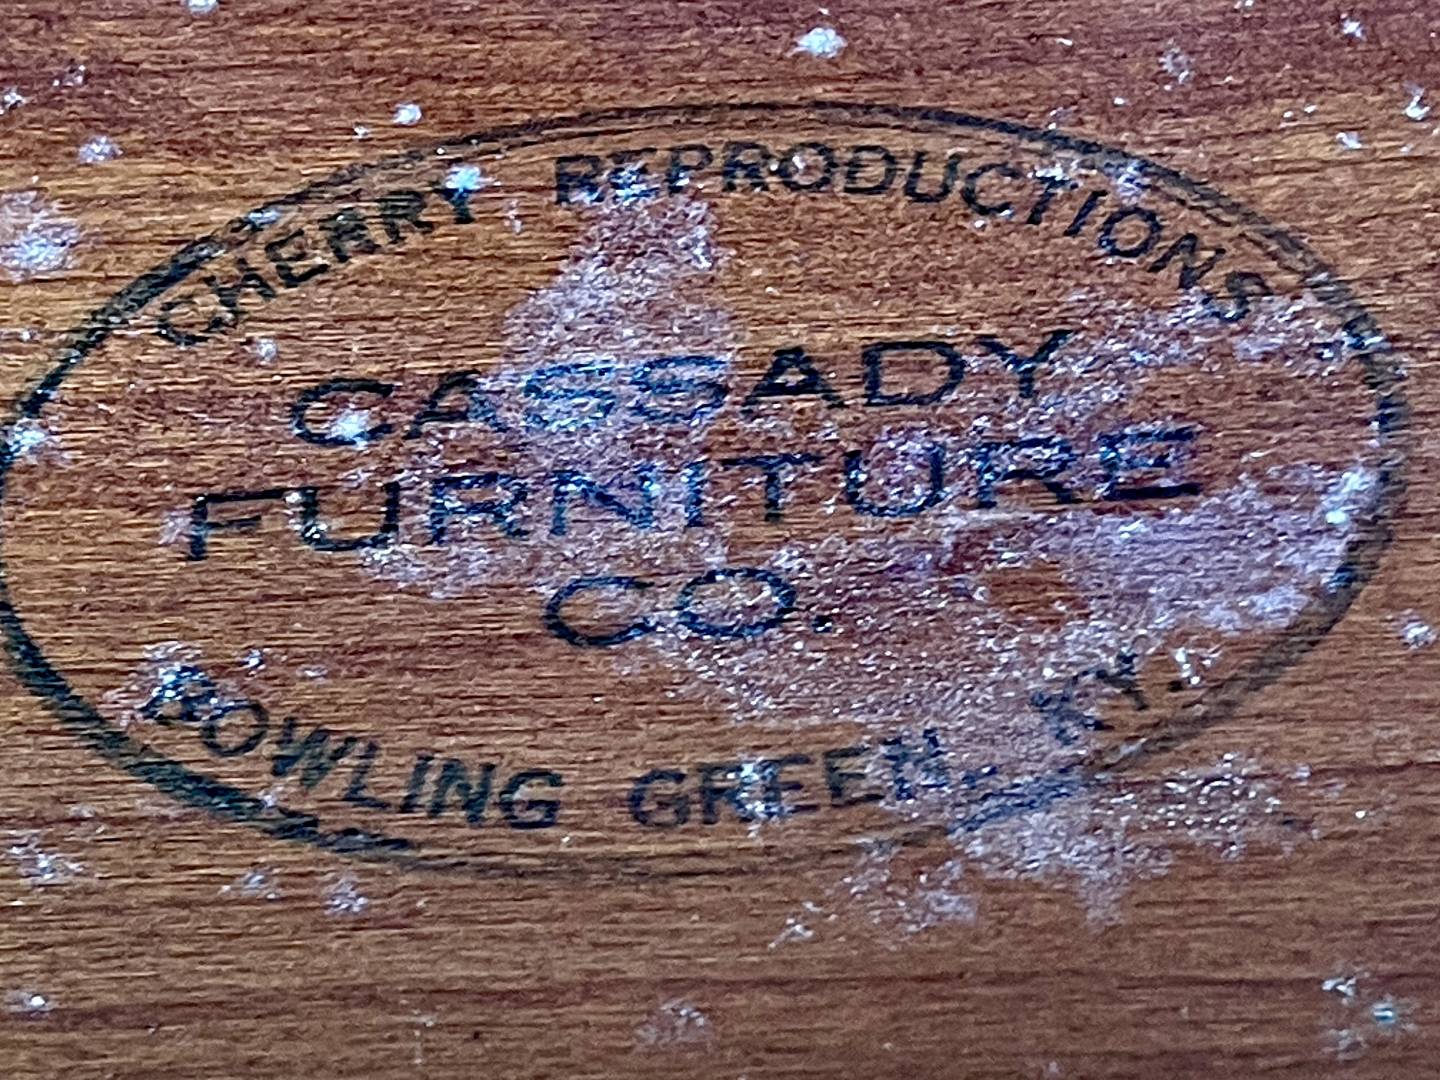 CHERRY REPRODUCTIONS
CASSADY
FURNITURE
CO.
BOWLING GREEN, KY.